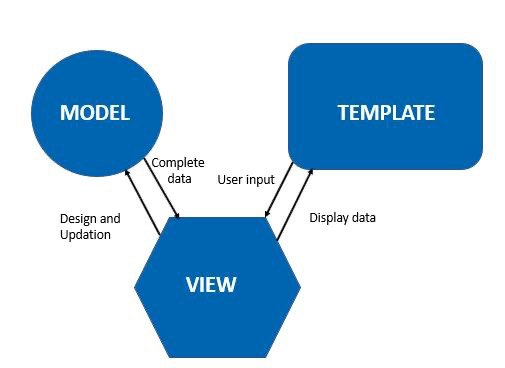 MODEL
TEMPLATE
Complete
data
User input
Design and
Updation
Display data
VIEW